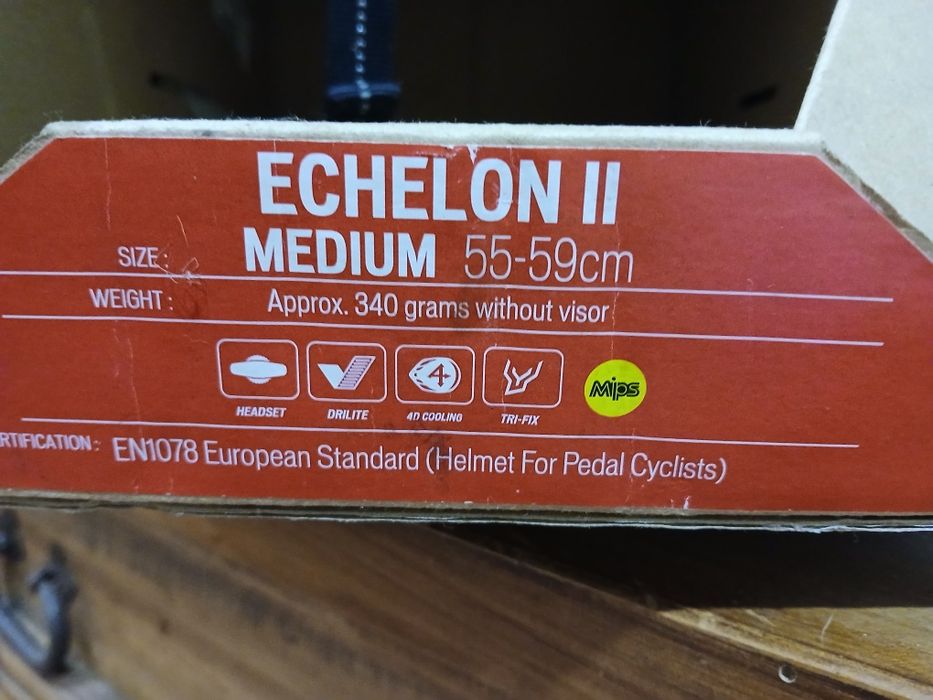 ECHELON II
SIZE: MEDIUM 55-59cm
WEIGHT: Approx. 340 grams without visor
4
HEADSET DRILITE 4D COOLING TRI-FIX MIPS
RTIFICATION: EN1078 European Standard (Helmet For Pedal Cyclists)